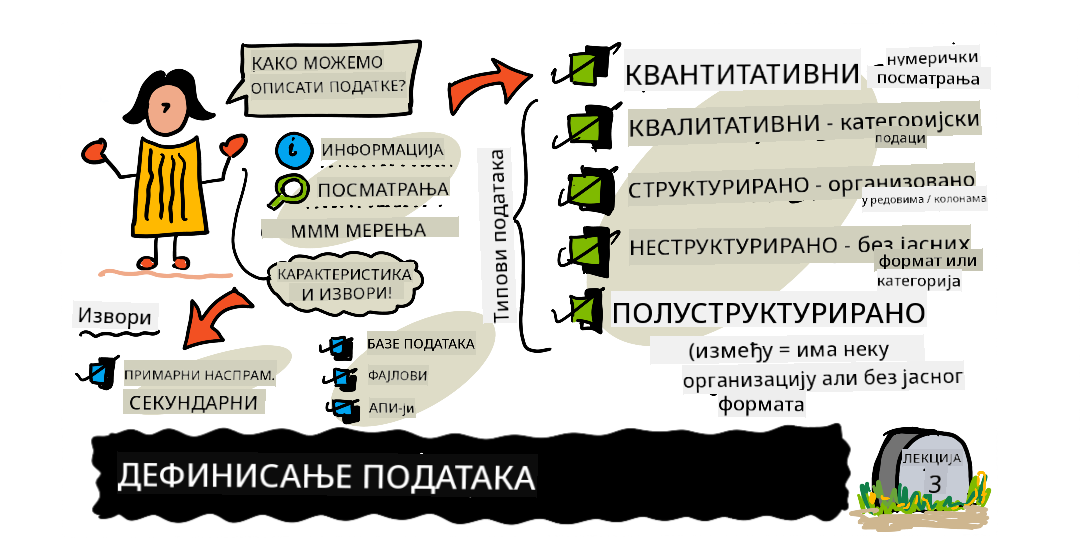 КАКО МОЖЕМО
ОПИСАТИ ПОДАТКЕ?
ИНФОРМАЦИЈА
ПОСМАТРАЊА
МММ МЕРЕЊА
КАРАКТЕРИСТИКА
И ИЗВОРИ!
Типови података
КВАНТИТАТИВНИ
нумерички
посматрања
КВАЛИТАТИВНИ - категоријски
подаци
СТРУКТУРИРАНО - организовано
у редовима / колонама
НЕСТРУКТУРИРАНО - без јасних
формат или
категорија
ПОЛУСТРУКТУРИРАНО
(између = има неку
организацију али без јасног
формата
Извори
ПРИМАРНИ НАСПРАМ.
СЕКУНДАРНИ
БАЗЕ ПОДАТАКА
ФАЈЛОВИ
АПИ-ји
ДЕФИНИСАЊЕ ПОДАТАКА
ЛЕКЦИЈА
3